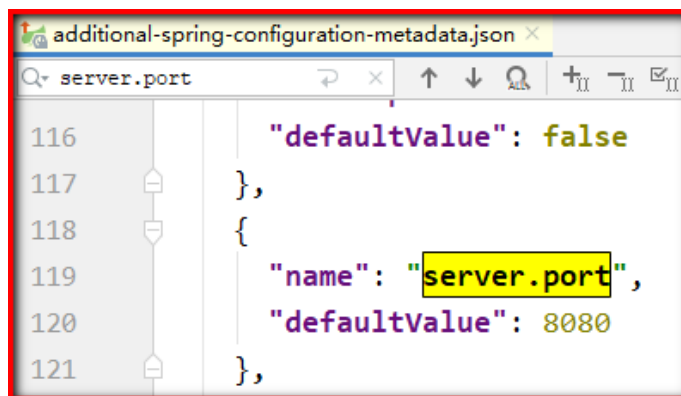 additional-spring-configuration-metadata.json
server.port
116 "defaultValue": false
117 },
118 {
119 "name": "server.port",
120 "defaultValue": 8080
121 },